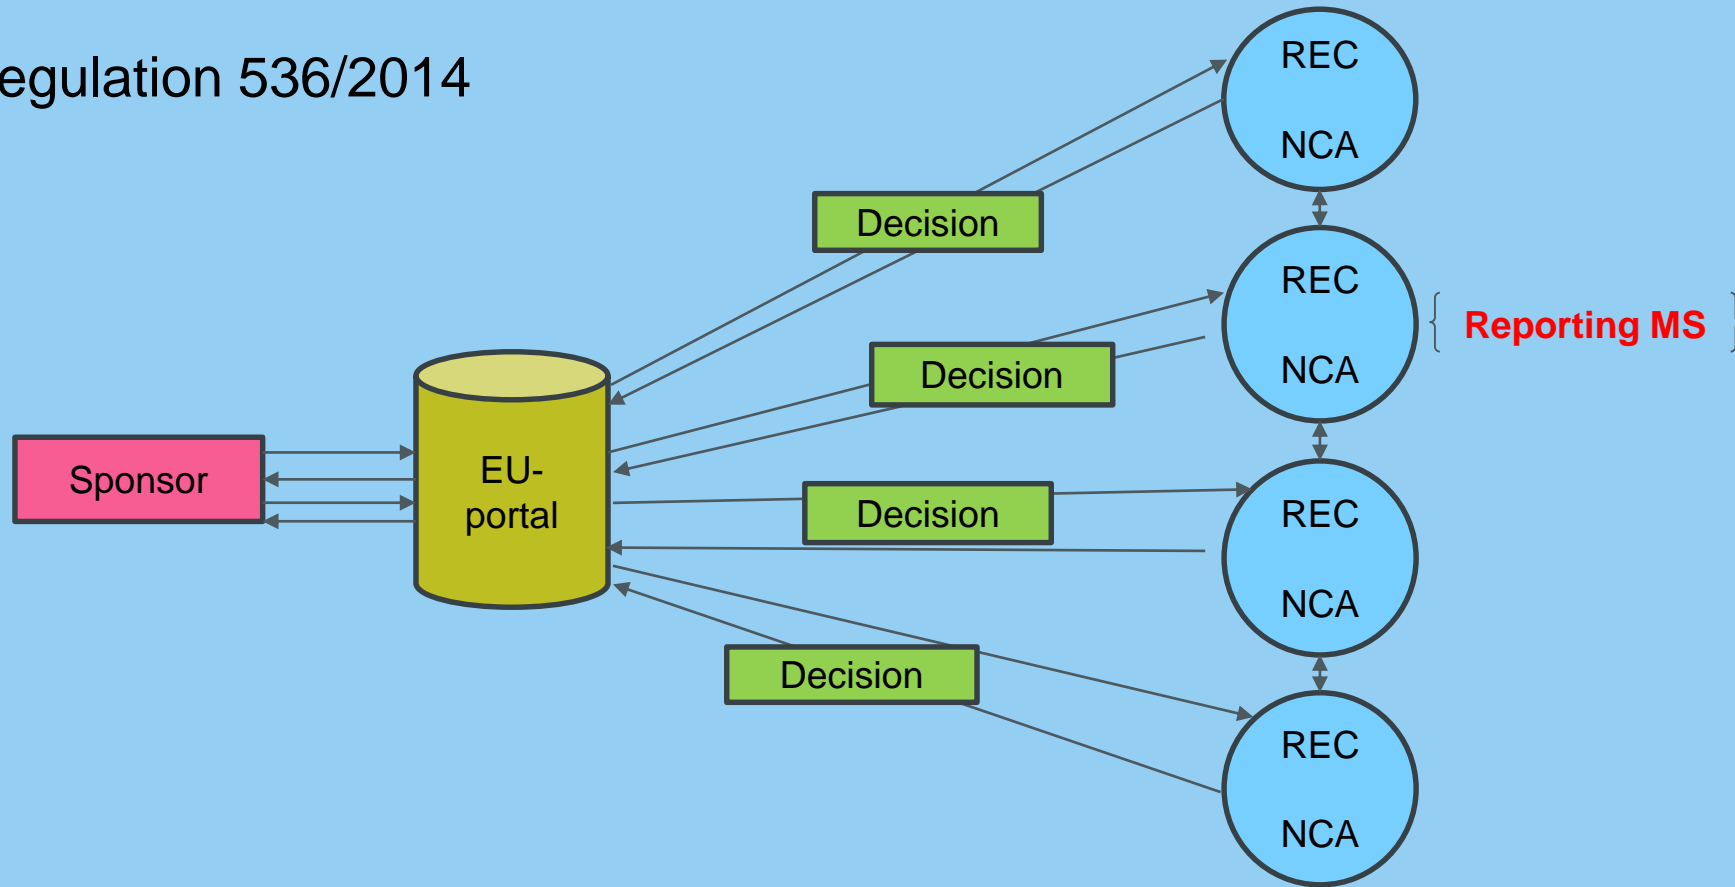 egulation 536/2014
REC
NCA
Decision
REC
NCA
Reporting MS
Decision
Sponsor
EU-
portal
Decision
REC
NCA
Decision
REC
NCA